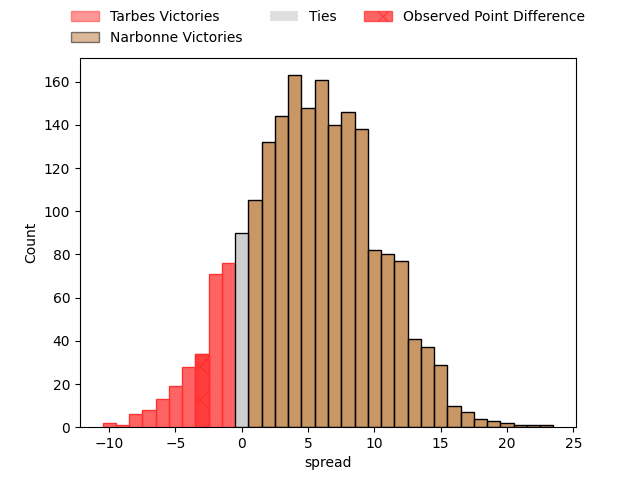 Tarbes Victories Ties Observed Point Difference
Narbonne Victories
160
140
120
100
80
60
40
20
0
Count
−10 −5 0 5 10 15 20 25
spread